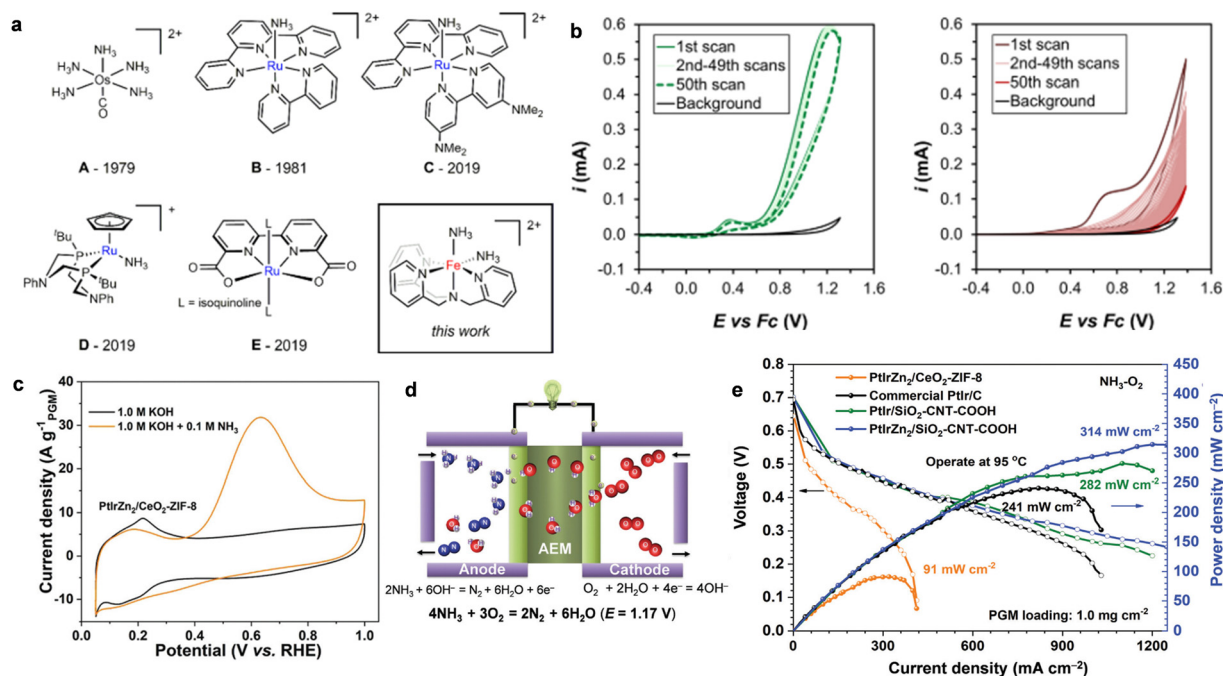 a
2+
NH₃
NH₃
NH₃
Os
H₃N
NH₃
C
O
A - 1979
2+
NH₃
N
N
N
Ru
N
N
B - 1981
2+
NH₃
N
N
N
Ru
N
N
NMe₂
NMe₂
C - 2019
+
ᵗBu
P
Ru
NH₃
N
P
PhN
ᵗBu
NPh
D - 2019
L
N
N
O
Ru
O
O
O
L = isoquinoline
L
E - 2019
2+
NH₃
NH₃
N
Fe
N
N
N
this work
b
0.6
0.5
0.4
0.3
0.2
0.1
0.0
-0.1
i (mA)
1st scan
2nd-49th scans
50th scan
Background
-0.4
0.0
0.4
0.8
1.2
1.6
E vs Fc (V)
0.6
0.5
0.4
0.3
0.2
0.1
0.0
-0.1
i (mA)
1st scan
2nd-49th scans
50th scan
Background
-0.4
0.0
0.4
0.8
1.2
1.6
E vs Fc (V)
c
40
30
20
10
0
-10
Current density (A g⁻¹PGM)
1.0 M KOH
1.0 M KOH + 0.1 M NH₃
PtIrZn₂/CeO₂-ZIF-8
0.0
0.2
0.4
0.6
0.8
1.0
Potential (V vs. RHE)
d
AEM
Anode
Cathode
2NH₃ + 6OH⁻ = N₂ + 6H₂O + 6e⁻
O₂ + 2H₂O + 4e⁻ = 4OH⁻
4NH₃ + 3O₂ = 2N₂ + 6H₂O (E = 1.17 V)
e
0.8
0.7
0.6
0.5
0.4
0.3
0.2
0.1
0.0
Voltage (V)
PtIrZn₂/CeO₂-ZIF-8
Commercial PtIr/C
PtIr/SiO₂-CNT-COOH
PtIrZn₂/SiO₂-CNT-COOH
NH₃-O₂
314 mW cm⁻²
Operate at 95 °C
282 mW cm⁻²
241 mW cm⁻²
91 mW cm⁻²
PGM loading: 1.0 mg cm⁻²
450
400
350
300
250
200
150
100
50
0
Power density (mW cm⁻²)
0
300
600
900
1200
Current density (mA cm⁻²)